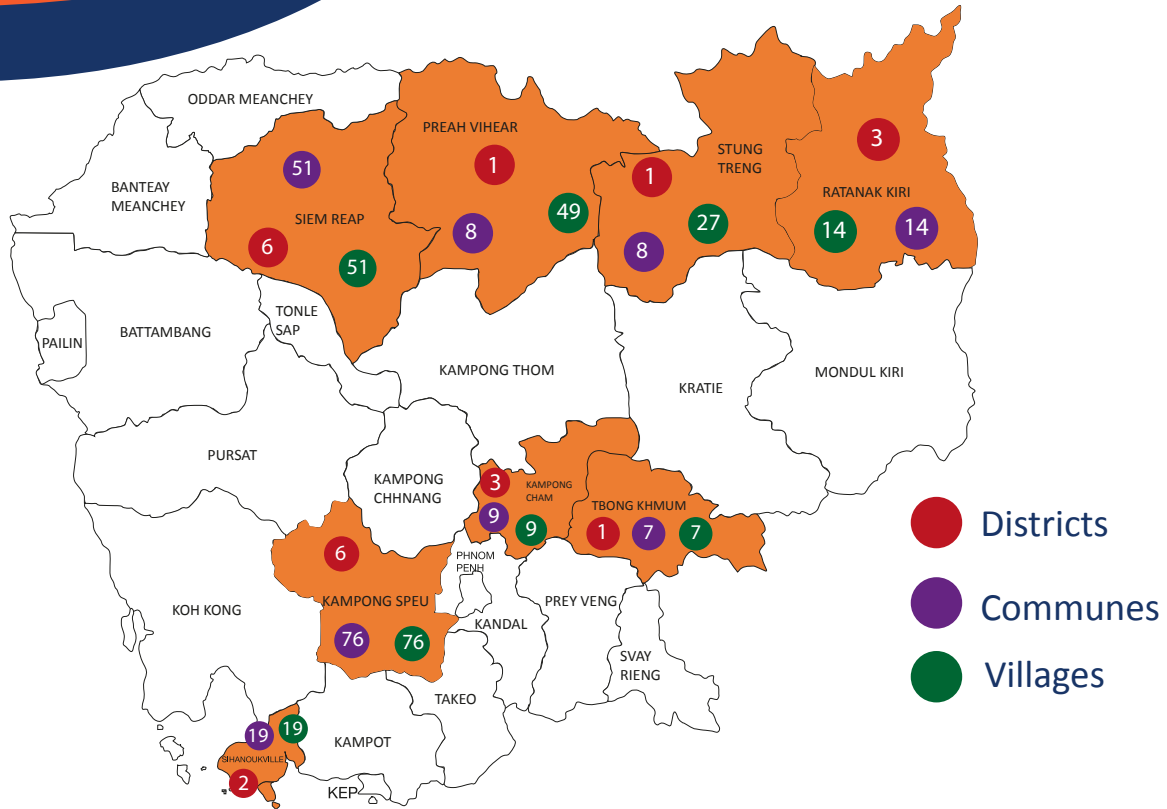 ODDAR MEANCHEY
PREAH VIHEAR
STUNG
TRENG
3
51
1
1
BANTEAY
MEANCHEY
RATANAK KIRI
SIEM REAP
49
27
14
14
6
8
8
51
TONLE
SAP
BATTAMBANG
PAILIN
KAMPONG THOM
MONDUL KIRI
KRATIE
PURSAT
KAMPONG
CHHNANG
3
KAMPONG
CHAM
TBONG KHMUM
9
9
1
7
7
Districts
6
PHNOM
PENH
KOH KONG
KAMPONG SPEU
PREY VENG
Communes
KANDAL
76
76
SVAY
RIENG
Villages
TAKEO
19
19
KAMPOT
SIHANOUKVILLE
2
KEP